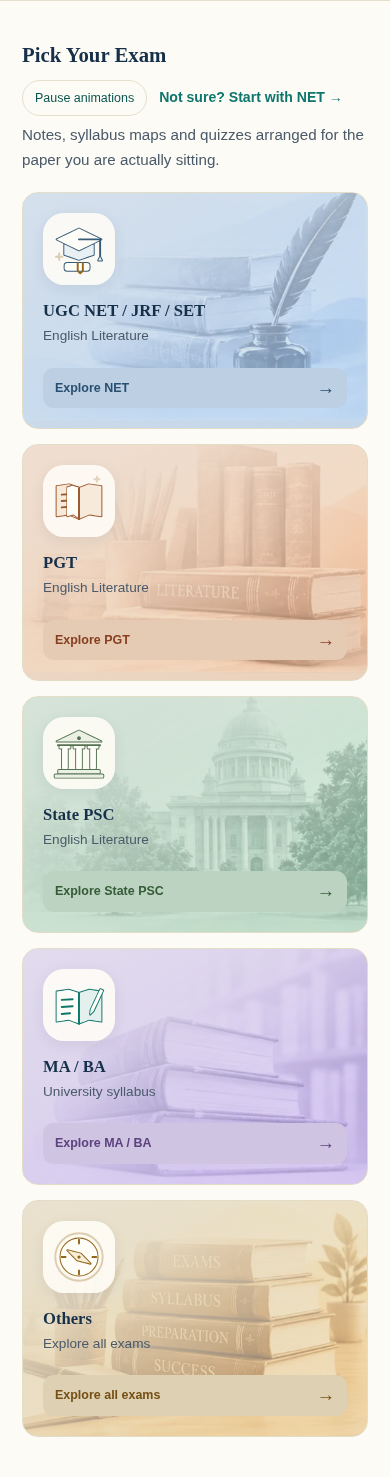 Pick Your Exam
Pause animations
Not sure? Start with NET →
Notes, syllabus maps and quizzes arranged for the
paper you are actually sitting.
UGC NET / JRF / SET
English Literature
Explore NET →
PGT
English Literature
LITERATURE
Explore PGT →
State PSC
English Literature
Explore State PSC →
MA / BA
University syllabus
Explore MA / BA →
EXAMS
SYLLABUS
PREPARATION
SUCCESS
Others
Explore all exams
Explore all exams →